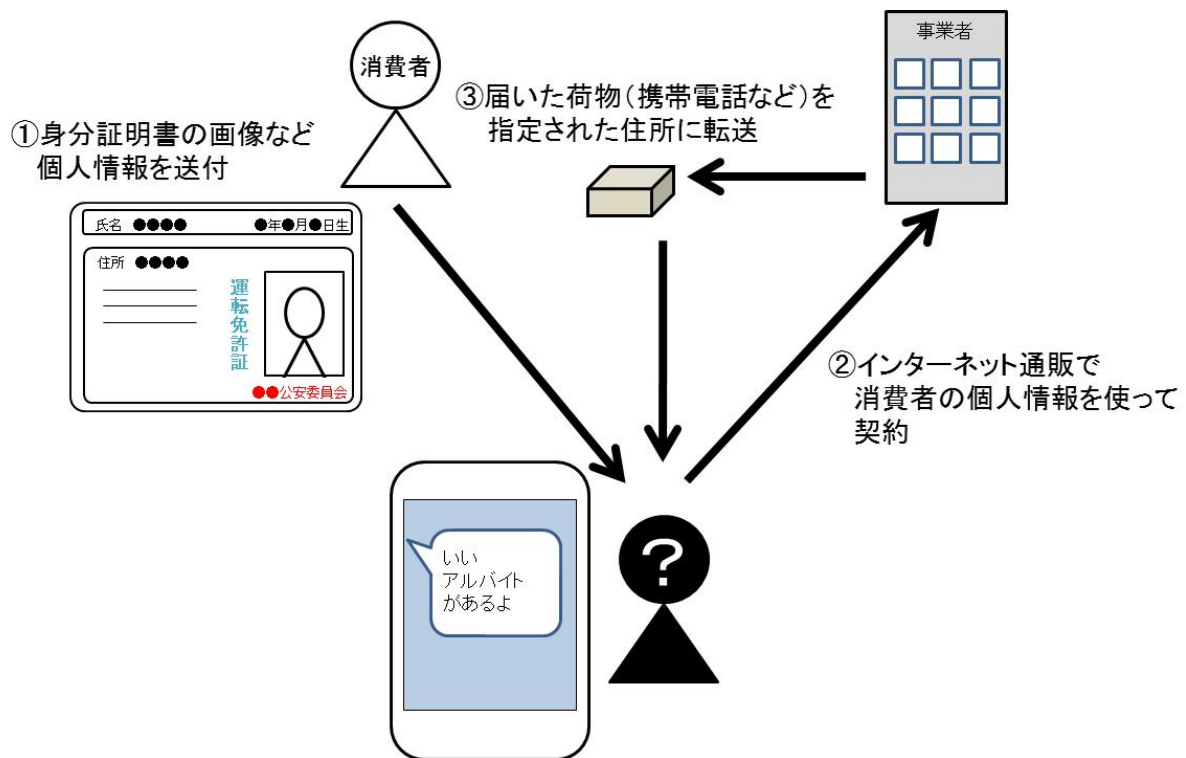 消費者
事業者
③届いた荷物（携帯電話など）を
指定された住所に転送
①身分証明書の画像など
個人情報を送付
氏名 ●●●● ●年●月●日生
住所 ●●●●
運転免許証
●●公安委員会
②インターネット通販で
消費者の個人情報を使って
契約
いい
アルバイト
があるよ
?